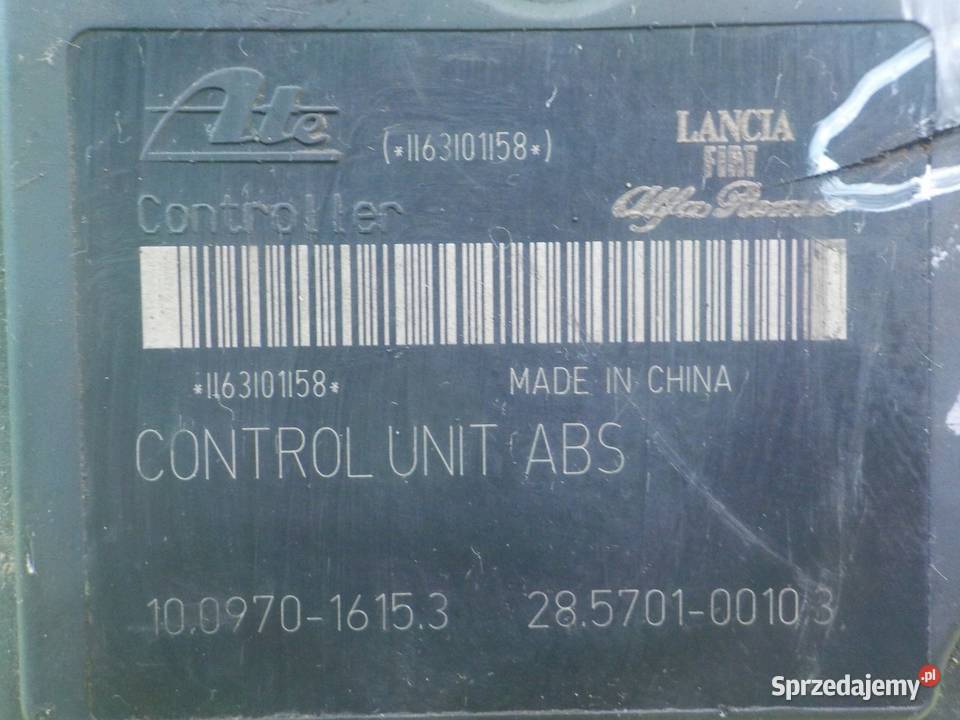 Ate (*1163101158*) LANCIA
FIAT
Controller Alfa Romeo
*1163101158* MADE IN CHINA
CONTROL UNIT ABS
10.0970-1615.3 28.5701-0010.3
Sprzedajemy.pl